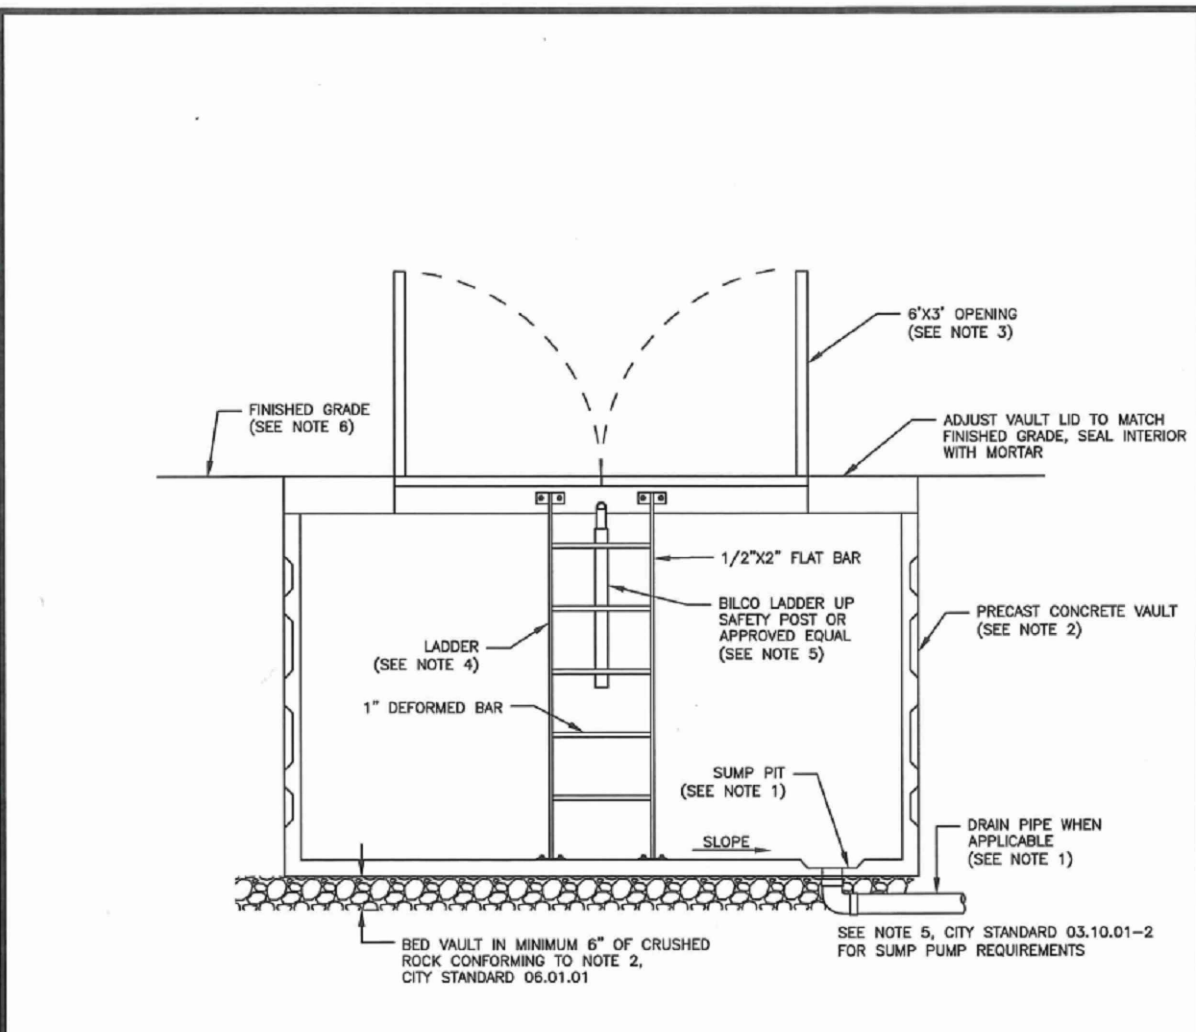 6'X3' OPENING
(SEE NOTE 3)
FINISHED GRADE
(SEE NOTE 6)
ADJUST VAULT LID TO MATCH
FINISHED GRADE, SEAL INTERIOR
WITH MORTAR
1/2"X2" FLAT BAR
BILCO LADDER UP
SAFETY POST OR
APPROVED EQUAL
(SEE NOTE 5)
PRECAST CONCRETE VAULT
(SEE NOTE 2)
LADDER
(SEE NOTE 4)
1" DEFORMED BAR
SUMP PIT
(SEE NOTE 1)
SLOPE
DRAIN PIPE WHEN
APPLICABLE
(SEE NOTE 1)
BED VAULT IN MINIMUM 6" OF CRUSHED
ROCK CONFORMING TO NOTE 2,
CITY STANDARD 06.01.01
SEE NOTE 5, CITY STANDARD 03.10.01-2
FOR SUMP PUMP REQUIREMENTS